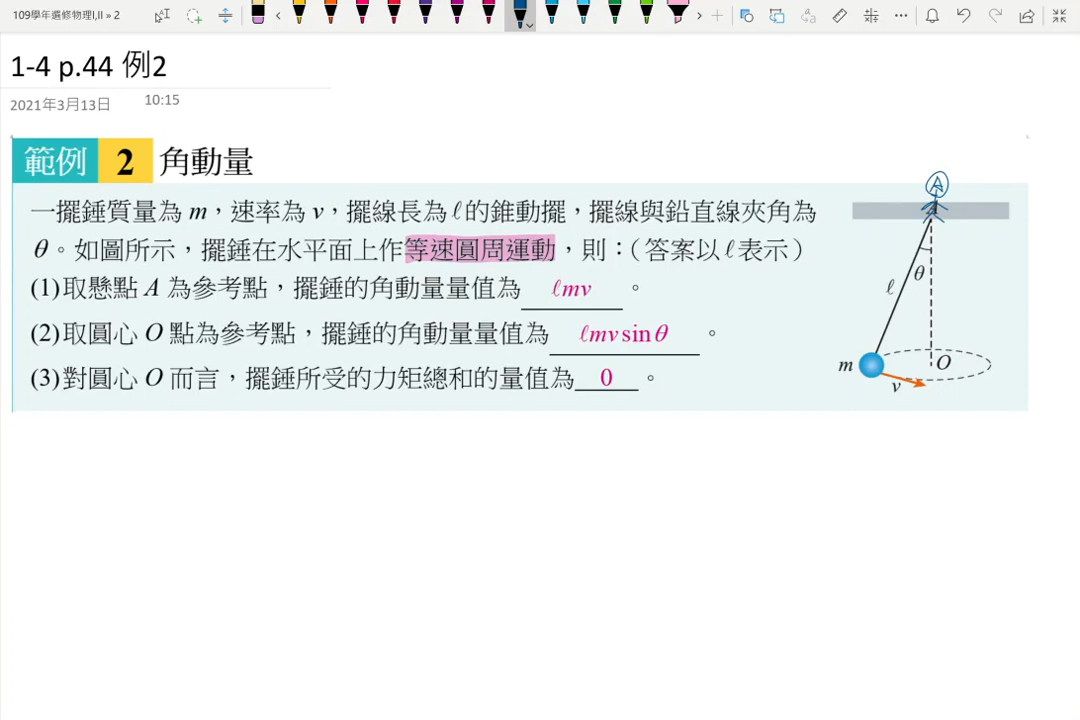 109學年選修物理I,II » 2
1-4 p.44 例2
2021年3月13日 10:15
範例 2 角動量
一擺錘質量為 m，速率為 v，擺線長為 ℓ 的錐動擺，擺線與鉛直線夾角為
θ。如圖所示，擺錘在水平面上作等速圓周運動，則：（答案以 ℓ 表示）
(1)取懸點 A 為參考點，擺錘的角動量量值為 ℓmv 。
(2)取圓心 O 點為參考點，擺錘的角動量量值為 ℓmv sin θ 。
(3)對圓心 O 而言，擺錘所受的力矩總和的量值為 0 。
A
θ
ℓ
m
O
v